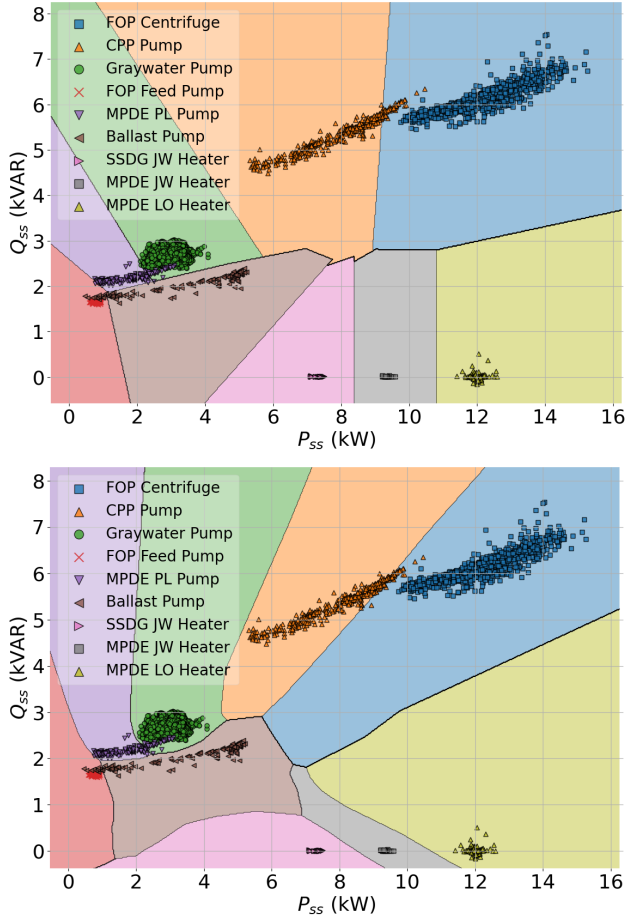 8
7
6
5
4
3
2
1
0
Q_ss (kVAR)
FOP Centrifuge
CPP Pump
Graywater Pump
FOP Feed Pump
MPDE PL Pump
Ballast Pump
SSDG JW Heater
MPDE JW Heater
MPDE LO Heater
0 2 4 6 8 10 12 14 16
P_ss (kW)
8
7
6
5
4
3
2
1
0
Q_ss (kVAR)
FOP Centrifuge
CPP Pump
Graywater Pump
FOP Feed Pump
MPDE PL Pump
Ballast Pump
SSDG JW Heater
MPDE JW Heater
MPDE LO Heater
0 2 4 6 8 10 12 14 16
P_ss (kW)